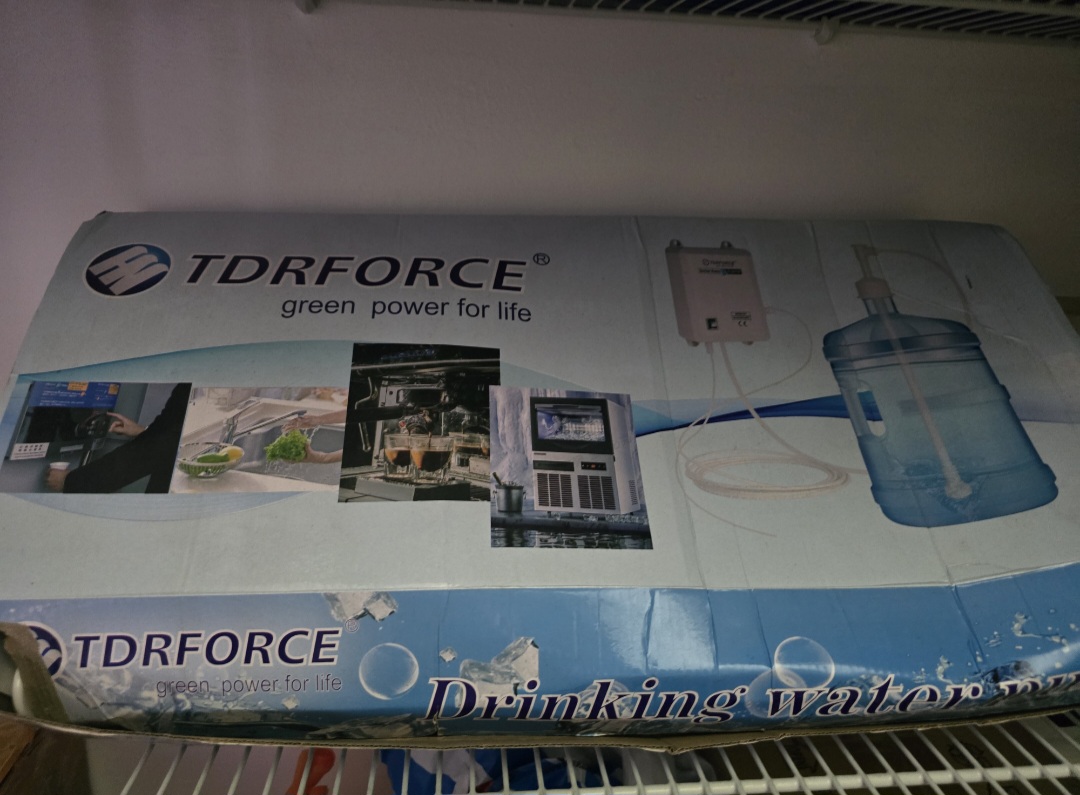 TDRFORCE®
green power for life
TDRFORCE®
green power for life
Drinking water